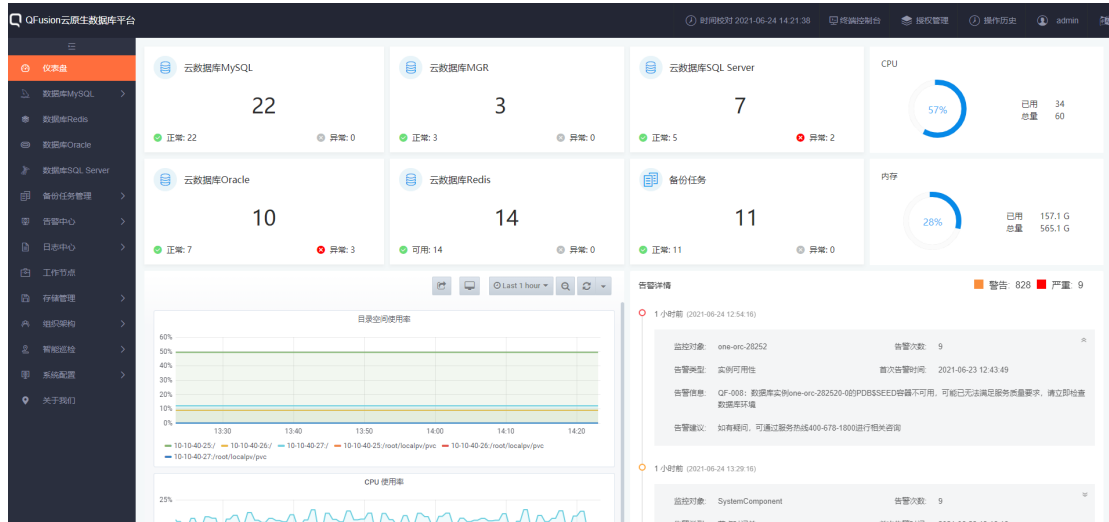 QFusion云原生数据库平台
时间校对 2021-06-24 14:21:38 终端控制台 授权管理 操作历史 admin
仪表盘
数据库MySQL
数据库Redis
数据库Oracle
数据库SQL Server
备份任务管理
告警中心
日志中心
工作节点
存储管理
组织架构
智能巡检
系统配置
关于我们
云数据库MySQL
22
正常: 22 异常: 0
云数据库MGR
3
正常: 3 异常: 0
云数据库SQL Server
7
正常: 5 异常: 2
CPU
57%
已用 34
总量 60
云数据库Oracle
10
正常: 7 异常: 3
云数据库Redis
14
可用: 14 异常: 0
备份任务
11
正常: 11 异常: 0
内存
28%
已用 157.1 G
总量 565.1 G
Last 1 hour
目录空间使用率
60%
50%
40%
30%
20%
10%
0%
13:30 13:40 13:50 14:00 14:10 14:20
10-10-40-25:/ 10-10-40-26:/ 10-10-40-27:/ 10-10-40-25:/root/localpv/pvc 10-10-40-26:/root/localpv/pvc
10-10-40-27:/root/localpv/pvc
CPU 使用率
25%
告警详情 警告: 828 严重: 9
1 小时前 (2021-06-24 12:54:16)
监控对象: one-orc-28252 告警次数: 9
告警类型: 实例可用性 首次告警时间: 2021-06-23 12:43:49
告警信息: QF-008：数据库实例one-orc-282520-0的PDB$SEED容器不可用，可能已无法满足服务质量要求，请立即检查
数据库环境
告警建议: 如有疑问，可通过服务热线400-678-1800进行相关咨询
1 小时前 (2021-06-24 13:29:16)
监控对象: SystemComponent 告警次数: 9